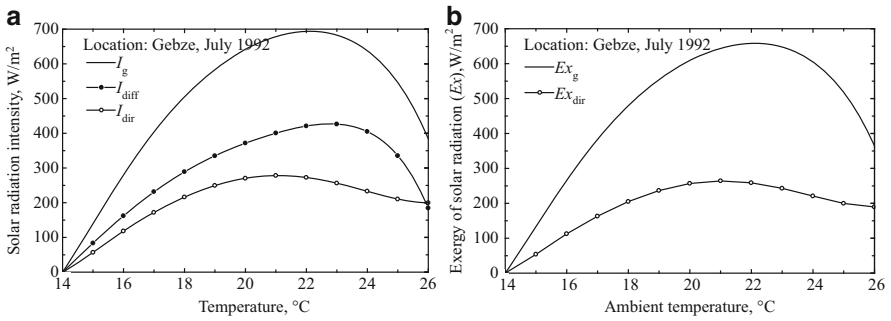 a
Solar radiation intensity, W/m²
700
600
500
400
300
200
100
0
Location: Gebze, July 1992
I_g
I_diff
I_dir
14 16 18 20 22 24 26
Temperature, °C
b
Exergy of solar radiation (Ex),W/m²
700
600
500
400
300
200
100
0
Location: Gebze, July 1992
Ex_g
Ex_dir
14 16 18 20 22 24 26
Ambient temperature, °C